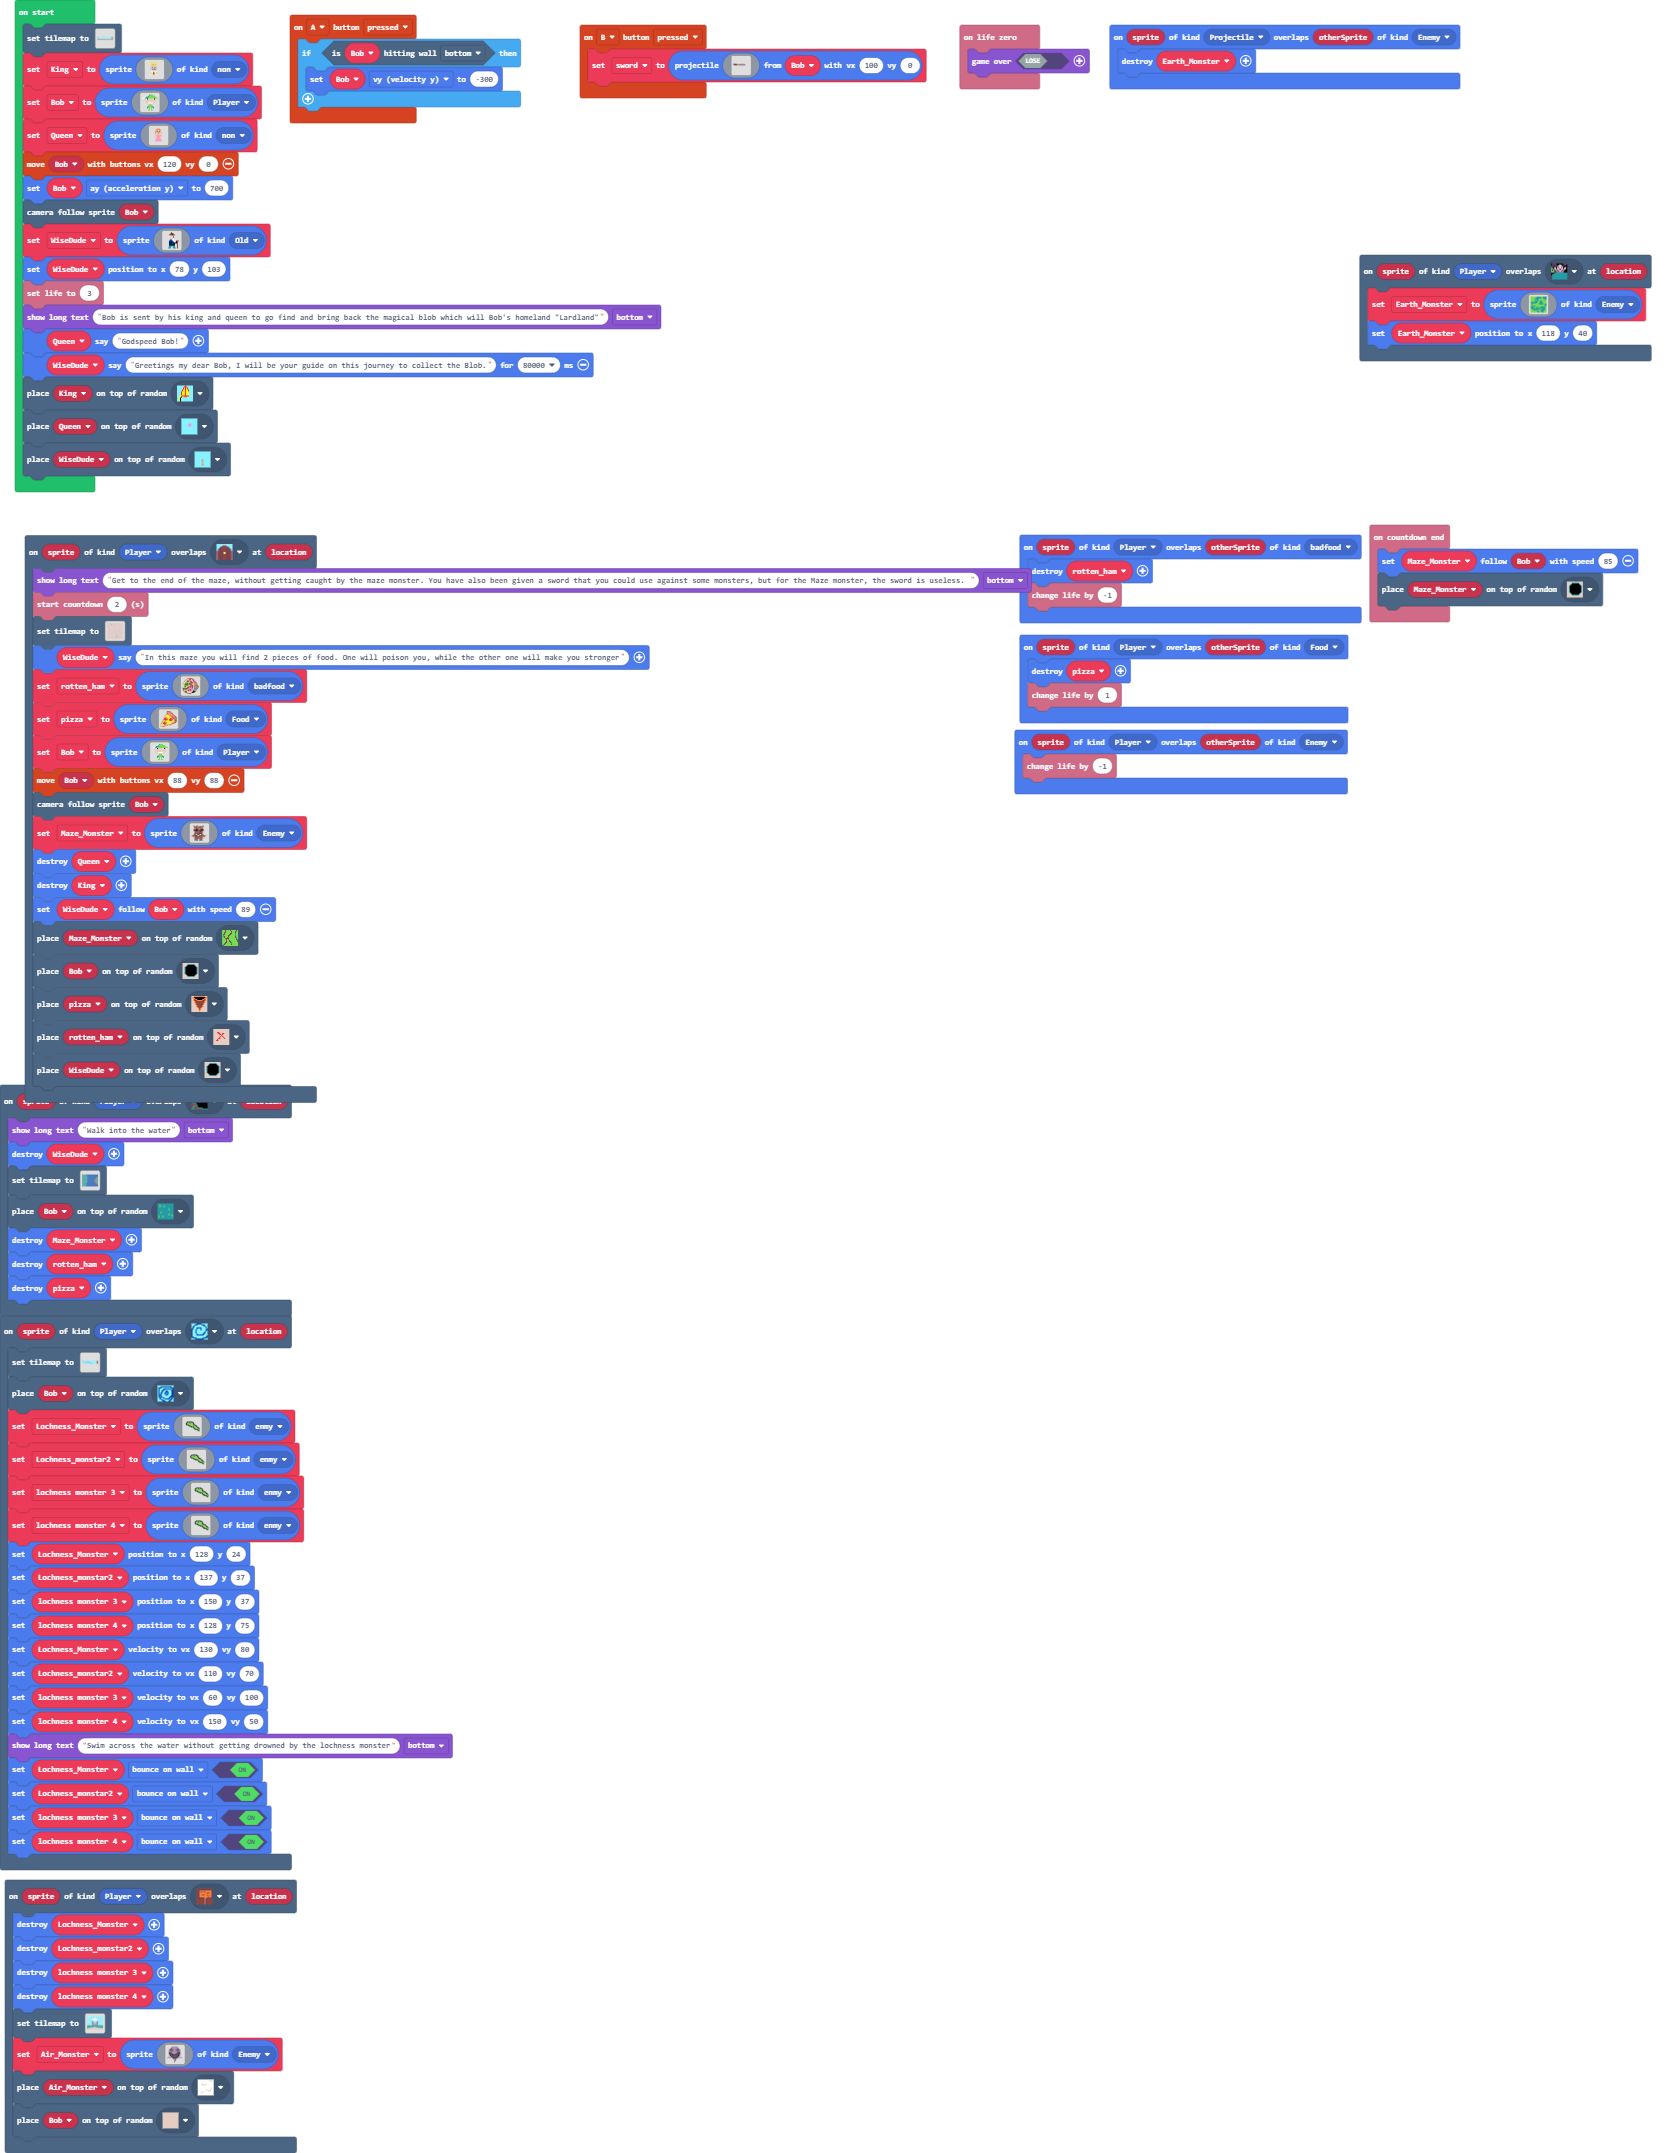 on start
set tilemap to
set King to sprite of kind non
set Bob to sprite of kind Player
set Queen to sprite of kind non
move Bob with buttons vx 120 vy 0
set Bob ay (acceleration y) to 700
camera follow sprite Bob
set WiseDude to sprite of kind Old
set WiseDude position to x 78 y 103
set life to 3
show long text "Bob is sent by his king and queen to go find and bring back the magical blob which will Bob's homeland "Lardland"" bottom
Queen say "Godspeed Bob!"
WiseDude say "Greetings my dear Bob, I will be your guide on this journey to collect the Blob." for 80000 ms
place King on top of random
place Queen on top of random
place WiseDude on top of random
on A button pressed
if is Bob hitting wall bottom then
set Bob vy (velocity y) to -300
on B button pressed
set sword to projectile from Bob with vx 100 vy 0
on life zero
game over LOSE
on sprite of kind Projectile overlaps otherSprite of kind Enemy
destroy Earth_Monster
on sprite of kind Player overlaps at location
set Earth_Monster to sprite of kind Enemy
set Earth_Monster position to x 118 y 40
on sprite of kind Player overlaps at location
show long text "Get to the end of the maze, without getting caught by the maze monster. You have also been given a sword that you could use against some monsters, but for the Maze monster, the sword is useless. " bottom
start countdown 2 (s)
set tilemap to
WiseDude say "In this maze you will find 2 pieces of food. One will poison you, while the other one will make you stronger"
set rotten_ham to sprite of kind badfood
set pizza to sprite of kind Food
set Bob to sprite of kind Player
move Bob with buttons vx 88 vy 88
camera follow sprite Bob
set Maze_Monster to sprite of kind Enemy
destroy Queen
destroy King
set WiseDude follow Bob with speed 89
place Maze_Monster on top of random
place Bob on top of random
place pizza on top of random
place rotten_ham on top of random
place WiseDude on top of random
on sprite of kind Player overlaps otherSprite of kind badfood
destroy rotten_ham
change life by -1
on sprite of kind Player overlaps otherSprite of kind Food
destroy pizza
change life by 1
on sprite of kind Player overlaps otherSprite of kind Enemy
change life by -1
on countdown end
set Maze_Monster follow Bob with speed 85
place Maze_Monster on top of random
on
show long text "Walk into the water" bottom
destroy WiseDude
set tilemap to
place Bob on top of random
destroy Maze_Monster
destroy rotten_ham
destroy pizza
on sprite of kind Player overlaps at location
set tilemap to
place Bob on top of random
set Lochness_Monster to sprite of kind enmy
set Lochness_monstar2 to sprite of kind enmy
set lochness monster 3 to sprite of kind enmy
set lochness monster 4 to sprite of kind enmy
set Lochness_Monster position to x 128 y 24
set Lochness_monstar2 position to x 137 y 37
set lochness monster 3 position to x 150 y 37
set lochness monster 4 position to x 128 y 75
set Lochness_Monster velocity to vx 130 vy 80
set Lochness_monstar2 velocity to vx 110 vy 70
set lochness monster 3 velocity to vx 60 vy 100
set lochness monster 4 velocity to vx 150 vy 50
show long text "Swim across the water without getting drowned by the lochness monster" bottom
set Lochness_Monster bounce on wall ON
set Lochness_monstar2 bounce on wall ON
set lochness monster 3 bounce on wall ON
set lochness monster 4 bounce on wall ON
on sprite of kind Player overlaps at location
destroy Lochness_Monster
destroy Lochness_monstar2
destroy lochness monster 3
destroy lochness monster 4
set tilemap to
set Air_Monster to sprite of kind Enemy
place Air_Monster on top of random
place Bob on top of random